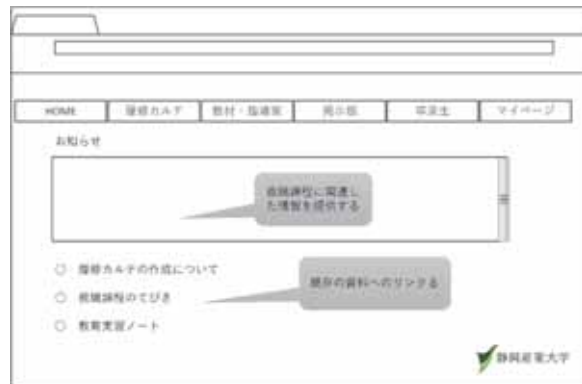 HOME
履修カルテ
教材・指導案
掲示板
卒業生
マイページ
お知らせ
教職課程に関連し
た情報を提供する
履修カルテの作成について
既存の資料へのリンクる
教職課程のてびき
教育実習ノート
静岡産業大学